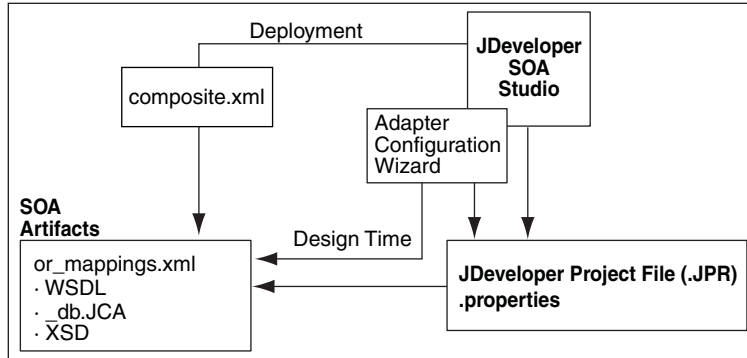 Deployment
JDeveloper
SOA
Studio
composite.xml
Adapter
Configuration
Wizard
SOA
Artifacts
Design Time
or_mappings.xml
· WSDL
· _db.JCA
· XSD
JDeveloper Project File (.JPR)
.properties